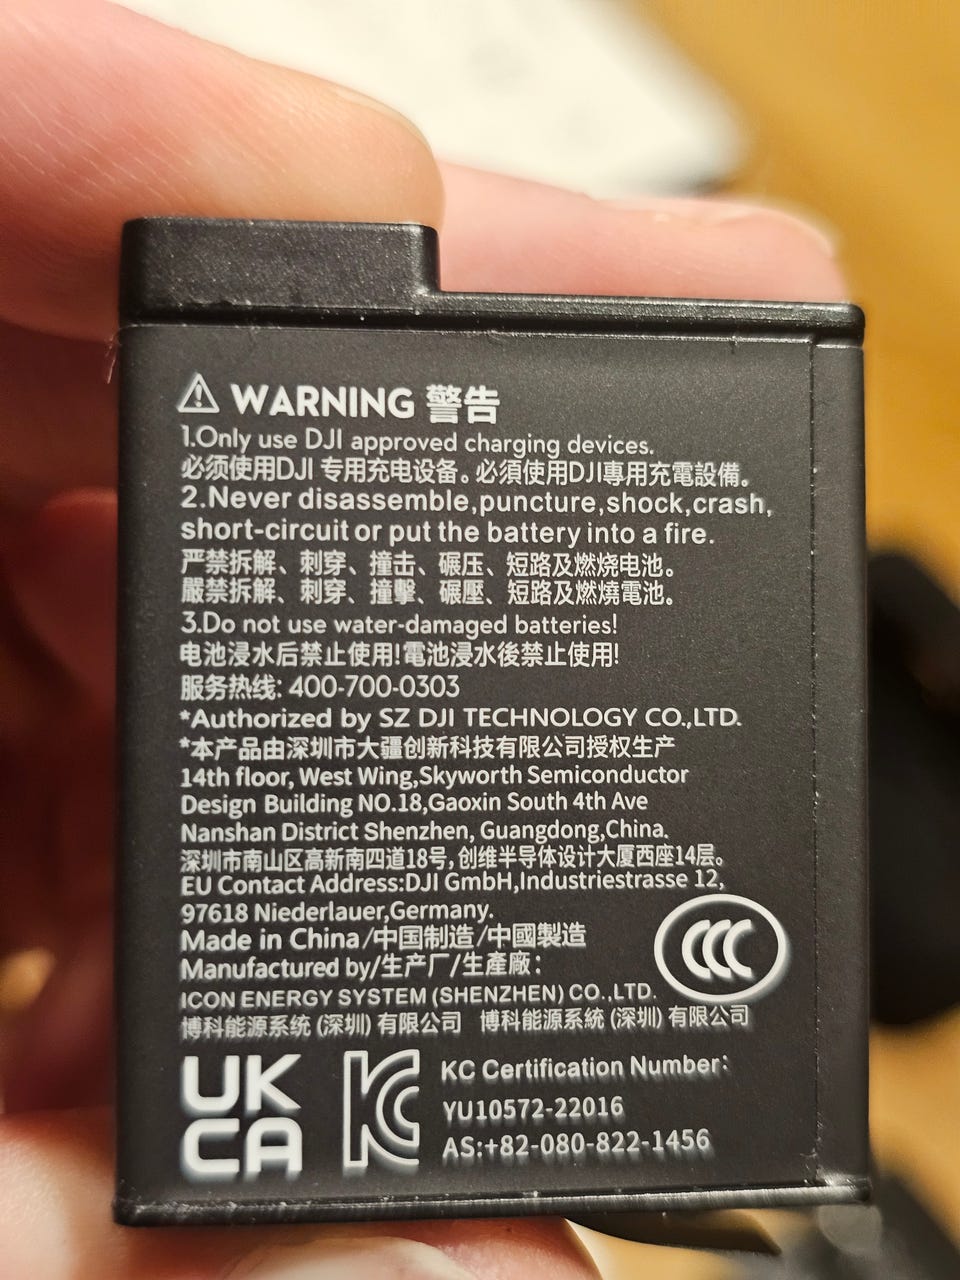 ⚠ WARNING 警告
1.Only use DJI approved charging devices.
必须使用DJI 专用充电设备。必須使用DJI專用充電設備。
2.Never disassemble,puncture,shock,crash,
short-circuit or put the battery into a fire.
严禁拆解、刺穿、撞击、碾压、短路及燃烧电池。
嚴禁拆解、刺穿、撞擊、碾壓、短路及燃燒電池。
3.Do not use water-damaged batteries!
电池浸水后禁止使用!電池浸水後禁止使用!
服务热线: 400-700-0303
*Authorized by SZ DJI TECHNOLOGY CO.,LTD.
*本产品由深圳市大疆创新科技有限公司授权生产
14th floor, West Wing,Skyworth Semiconductor
Design Building NO.18,Gaoxin South 4th Ave
Nanshan District Shenzhen, Guangdong,China.
深圳市南山区高新南四道18号,创维半导体设计大厦西座14层。
EU Contact Address:DJI GmbH,Industriestrasse 12,
97618 Niederlauer,Germany.
Made in China/中国制造/中國製造
Manufactured by/生产厂/生產廠:
ICON ENERGY SYSTEM (SHENZHEN) CO.,LTD.
博科能源系统 (深圳) 有限公司 博科能源系統 (深圳) 有限公司
CCC
UK
CA
KC
KC Certification Number:
YU10572-22016
AS:+82-080-822-1456